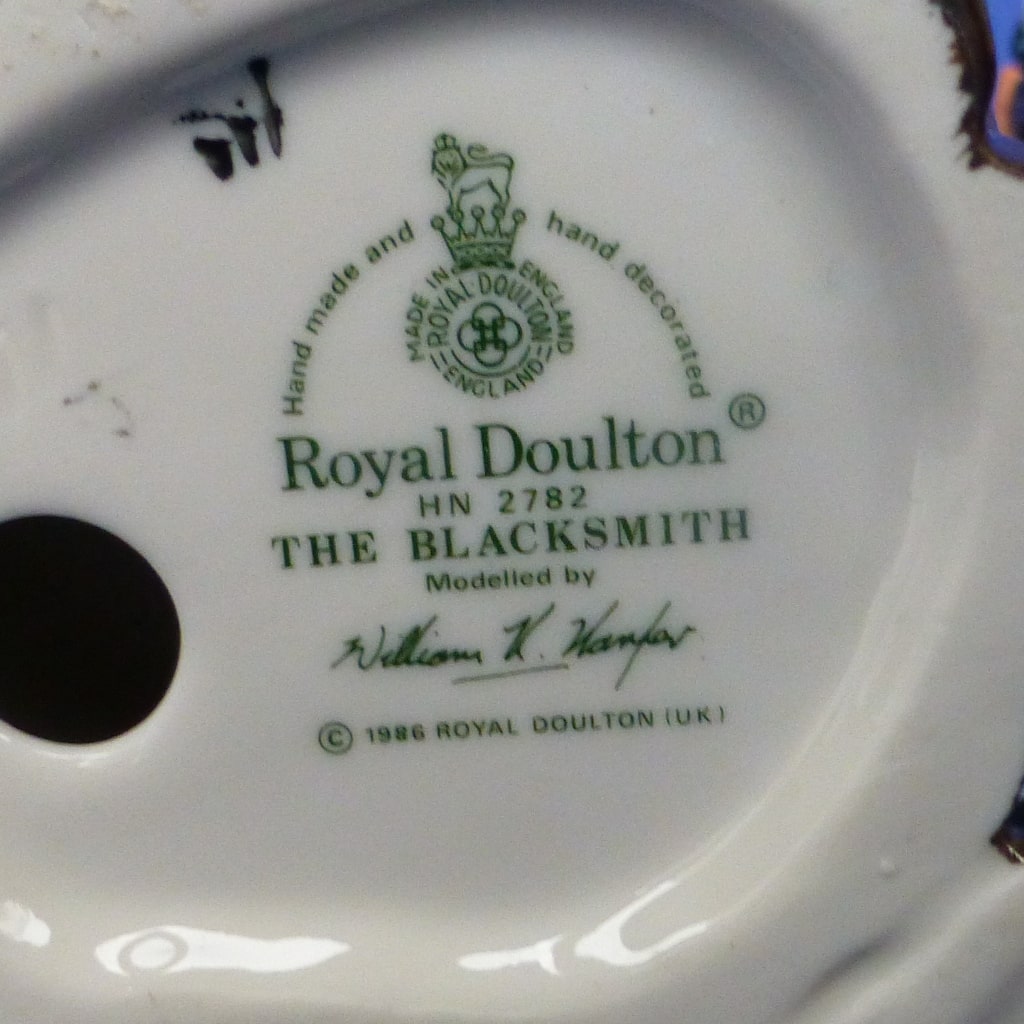 Hand made and hand decorated
MADE IN ENGLAND
ROYAL DOULTON
ENGLAND
Royal Doulton ®
HN 2782
THE BLACKSMITH
Modelled by
William K. Harper
© 1986 ROYAL DOULTON (UK)